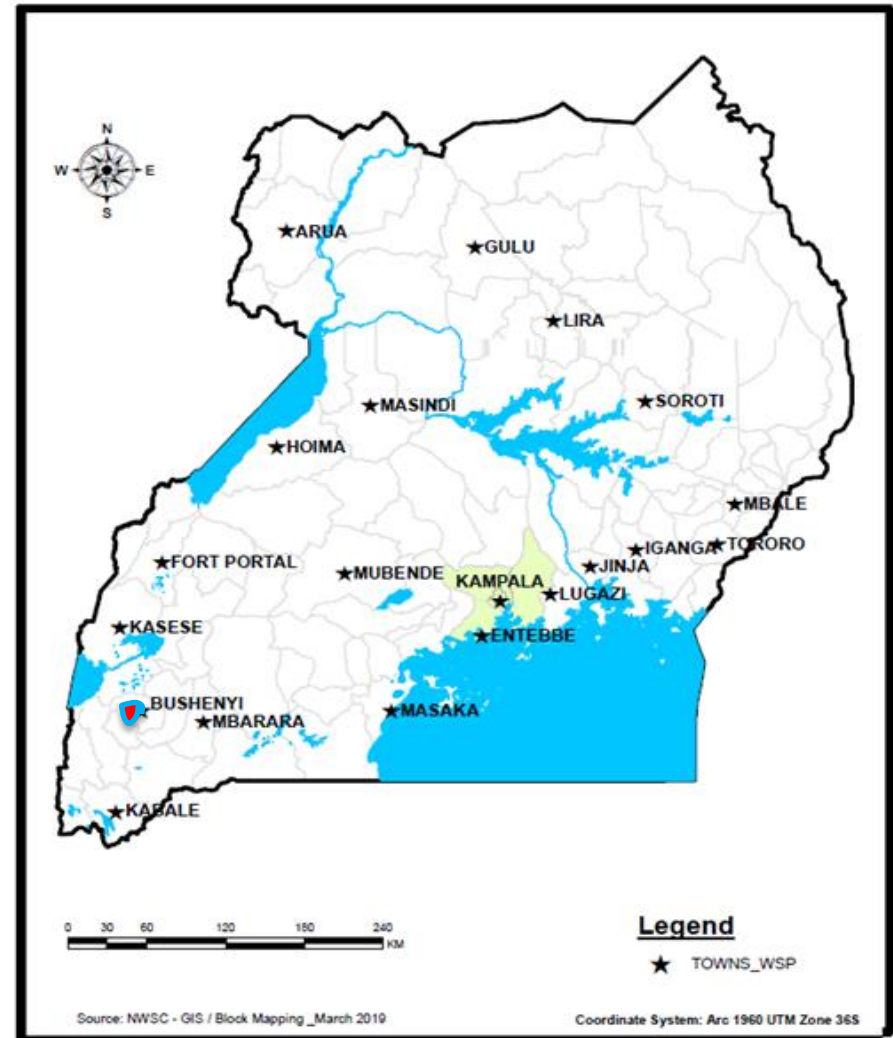 N
W E
S
ARUA
GULU
LIRA
MASINDI
SOROTI
HOIMA
MBALE
IGANGA
TORORO
FORT PORTAL
MUBENDE
JINJA
KAMPALA
LUGAZI
KASESE
ENTEBBE
BUSHENYI
MASAKA
MBARARA
KABALE
0 30 60 120 180 240
KM
Legend
TOWNS_WSP
Source: NWSC - GIS / Block Mapping _March 2019
Coordinate System: Arc 1960 UTM Zone 36S